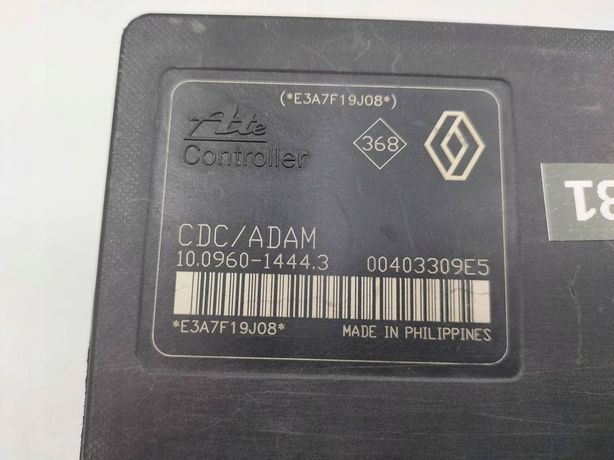 (*E3A7F19J08*)
Ate
Controller
368
CDC/ADAM
10.0960-1444.3 00403309E5
*E3A7F19J08* MADE IN PHILIPPINES